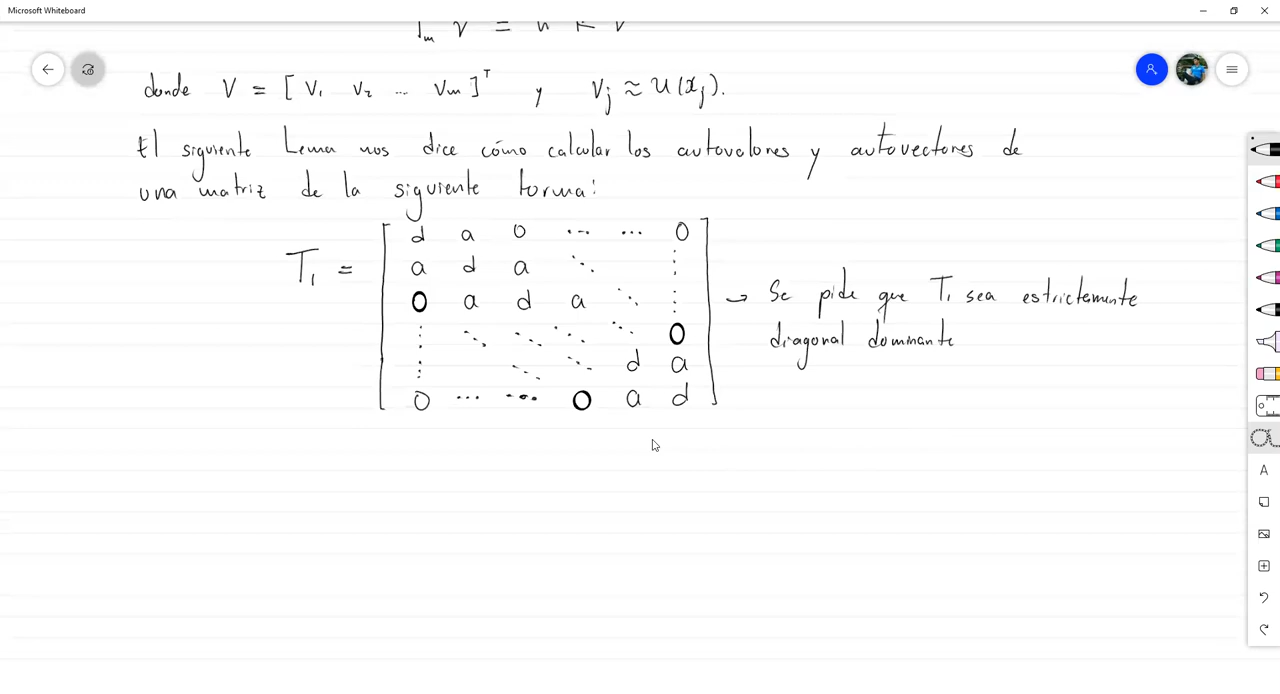 Microsoft Whiteboard
donde V = [ V₁ V₂ ... Vₘ ]ᵀ y Vⱼ ≈ u(xⱼ).
El siguiente Lema nos dice cómo calcular los autovalores y autovectores de
una matriz de la siguiente forma:
d a 0 ... ... 0
a d a ⋱ ⋮
T₁ =
0 a d a ⋱ ⋮
→ Se pide que T₁ sea estrictamente
⋮ ⋱ ⋱ ⋱ ⋱ 0
diagonal dominante
⋮ ⋱ ⋱ d a
0 ... ... 0 a d
A